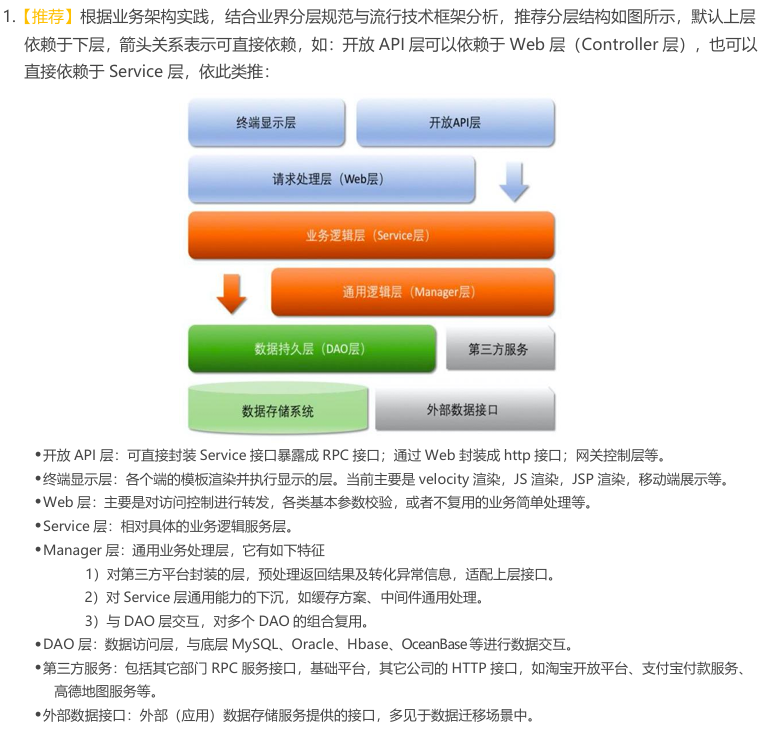 1.【推荐】根据业务架构实践，结合业界分层规范与流行技术框架分析，推荐分层结构如图所示，默认上层
依赖于下层，箭头关系表示可直接依赖，如：开放 API 层可以依赖于 Web 层（Controller 层），也可以
直接依赖于 Service 层，依此类推：
终端显示层
开放API层
请求处理层（Web层）
业务逻辑层（Service层）
通用逻辑层（Manager层）
数据持久层（DAO层）
第三方服务
数据存储系统
外部数据接口
•开放 API 层：可直接封装 Service 接口暴露成 RPC 接口；通过 Web 封装成 http 接口；网关控制层等。
•终端显示层：各个端的模板渲染并执行显示的层。当前主要是 velocity 渲染，JS 渲染，JSP 渲染，移动端展示等。
•Web 层：主要是对访问控制进行转发，各类基本参数校验，或者不复用的业务简单处理等。
•Service 层：相对具体的业务逻辑服务层。
•Manager 层：通用业务处理层，它有如下特征
1）对第三方平台封装的层，预处理返回结果及转化异常信息，适配上层接口。
2）对 Service 层通用能力的下沉，如缓存方案、中间件通用处理。
3）与 DAO 层交互，对多个 DAO 的组合复用。
•DAO 层：数据访问层，与底层 MySQL、Oracle、Hbase、OceanBase 等进行数据交互。
•第三方服务：包括其它部门 RPC 服务接口，基础平台，其它公司的 HTTP 接口，如淘宝开放平台、支付宝付款服务、
高德地图服务等。
•外部数据接口：外部（应用）数据存储服务提供的接口，多见于数据迁移场景中。